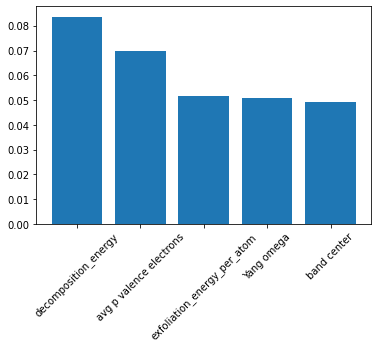 0.08
0.07
0.06
0.05
0.04
0.03
0.02
0.01
0.00
decomposition_energy
avg p valence electrons
exfoliation_energy_per_atom
Yang omega
band center